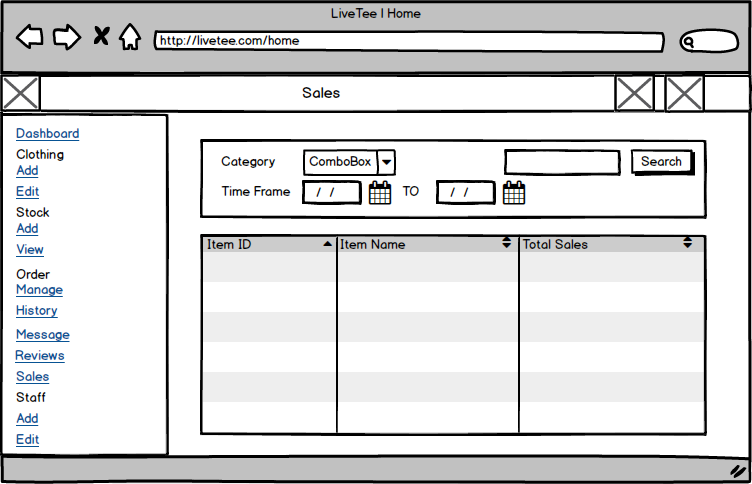 LiveTee | Home
http://livetee.com/home
Sales
Dashboard
Clothing
Add
Edit
Stock
Add
View
Order
Manage
History
Message
Reviews
Sales
Staff
Add
Edit
Category ComboBox Search
Time Frame / / TO / /
Item ID Item Name Total Sales